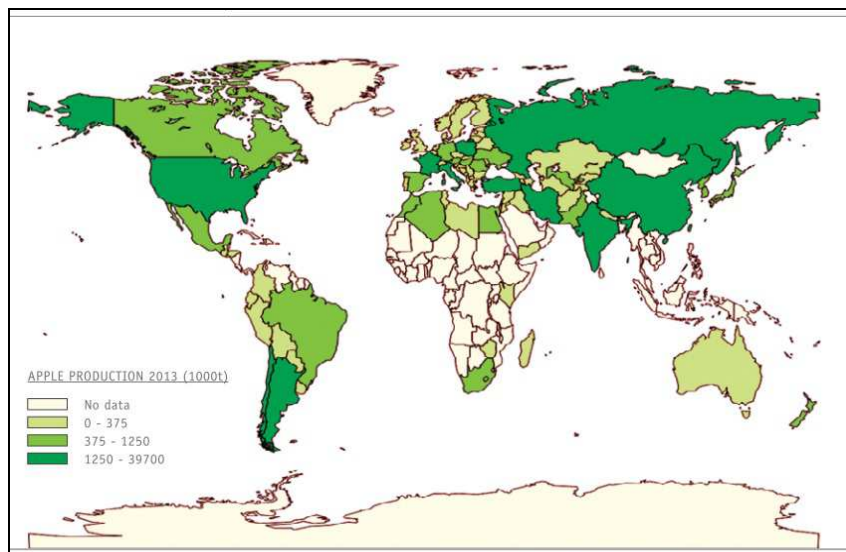 APPLE PRODUCTION 2013 (1000t)
No data
0 - 375
375 - 1250
1250 - 39700